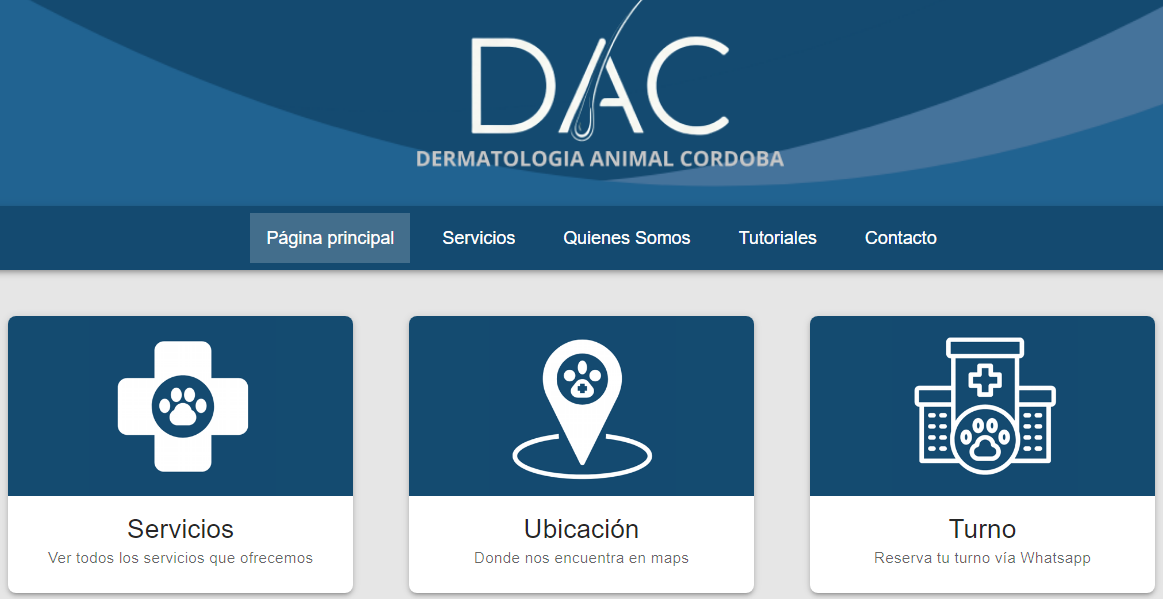 DAC
DERMATOLOGIA ANIMAL CORDOBA
Página principal Servicios Quienes Somos Tutoriales Contacto
Servicios
Ver todos los servicios que ofrecemos
Ubicación
Donde nos encuentra en maps
Turno
Reserva tu turno vía Whatsapp